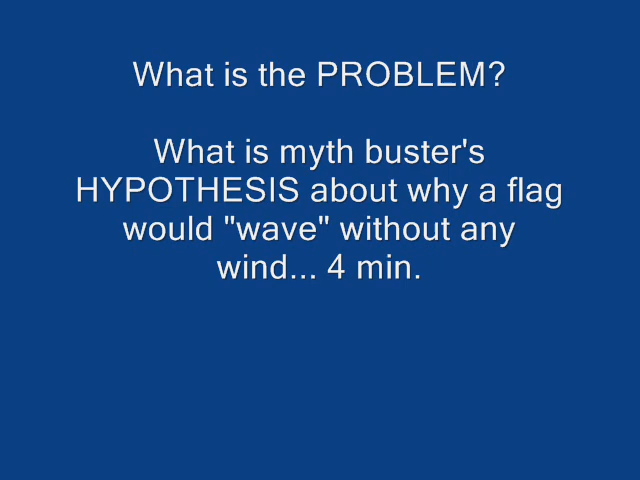 What is the PROBLEM?
What is myth buster's
HYPOTHESIS about why a flag
would "wave" without any
wind... 4 min.